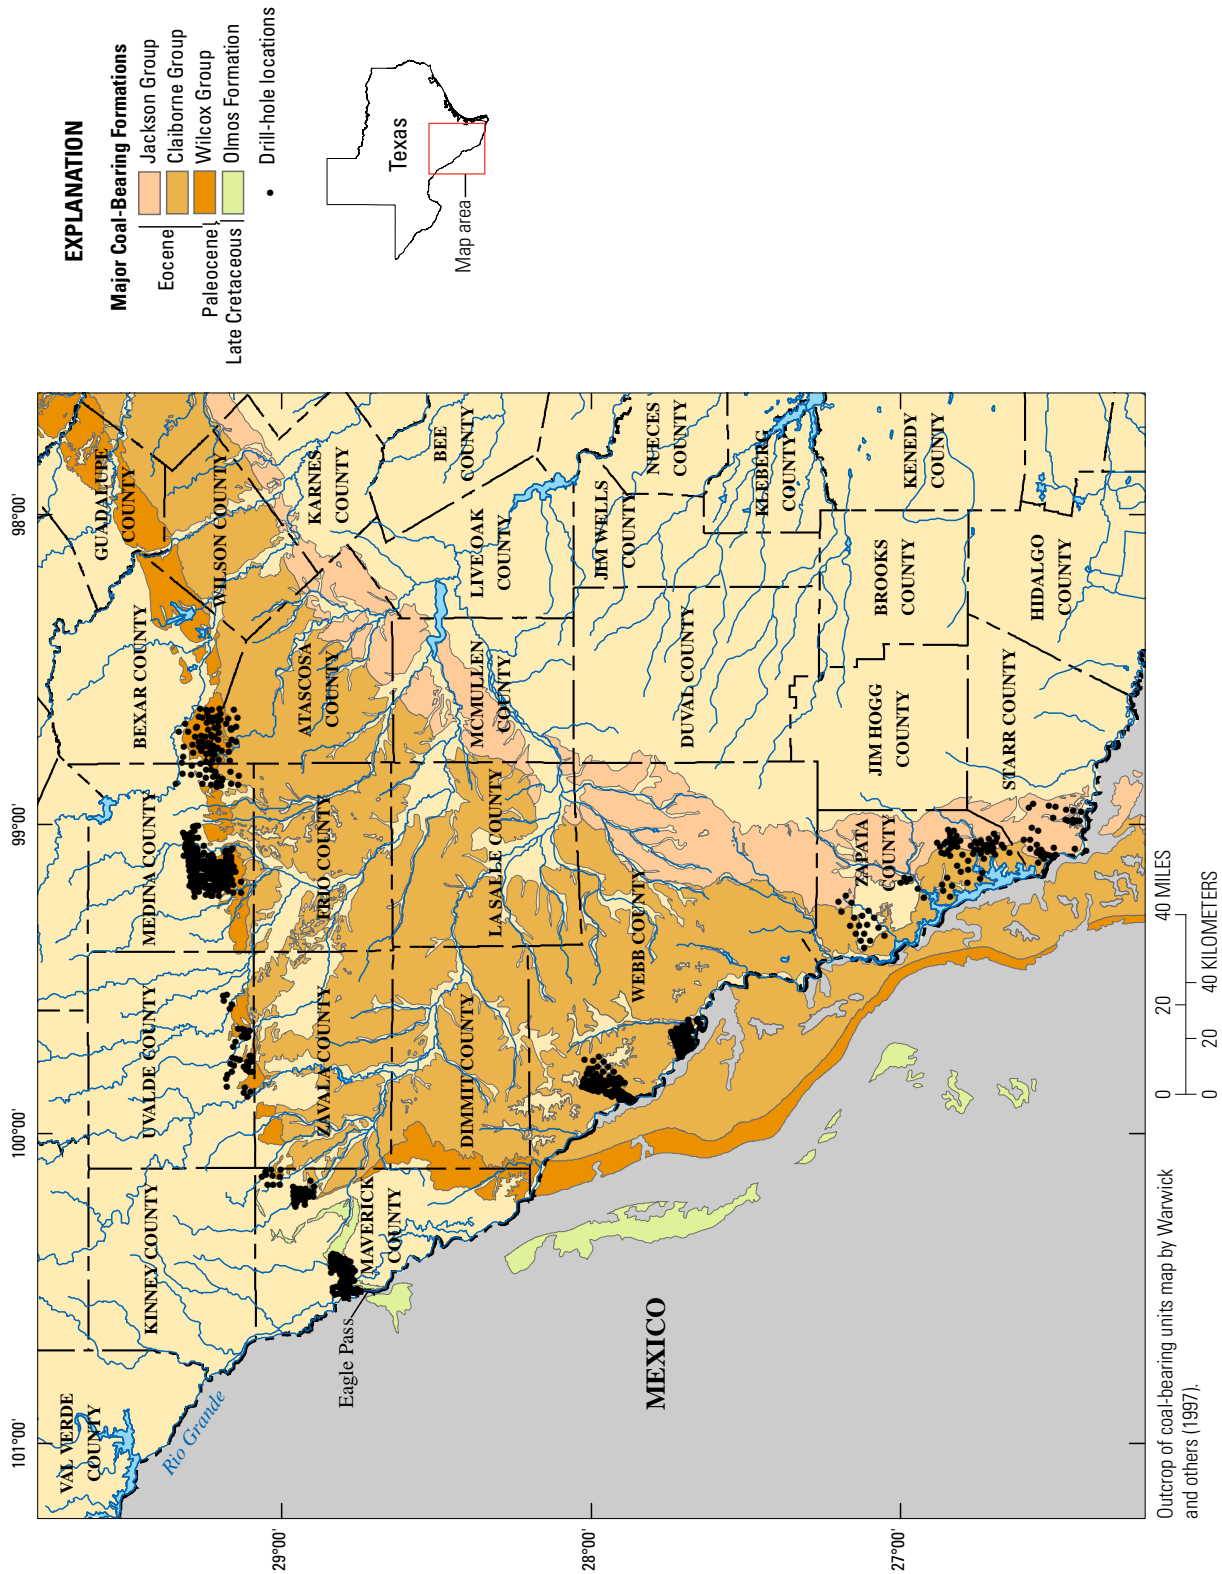 EXPLANATION
Major Coal-Bearing Formations
Eocene
Paleocene
Late Cretaceous
Jackson Group
Claiborne Group
Wilcox Group
Olmos Formation
Drill-hole locations
Texas
Map area
101°00'
100°00'
99°00'
98°00'
29°00'
28°00'
27°00'
VAL VERDE
COUNTY
KINNEY COUNTY
UVALDE COUNTY
MEDINA COUNTY
BEXAR COUNTY
GUADALUPE
COUNTY
WILSON COUNTY
Rio Grande
Eagle Pass
MAVERICK
COUNTY
ZAVALA COUNTY
FRIO COUNTY
ATASCOSA
COUNTY
KARNES
COUNTY
DIMMIT COUNTY
LA SALLE COUNTY
MCMULLEN
COUNTY
LIVE OAK
COUNTY
BEE
COUNTY
MEXICO
WEBB COUNTY
DUVAL COUNTY
JIM WELLS
COUNTY
NUECES
COUNTY
KLEBERG
COUNTY
ZAPATA
COUNTY
JIM HOGG
COUNTY
BROOKS
COUNTY
KENEDY
COUNTY
STARR COUNTY
HIDALGO
COUNTY
Outcrop of coal-bearing units map by Warwick
and others (1997).
0 20 40 MILES
0 20 40 KILOMETERS